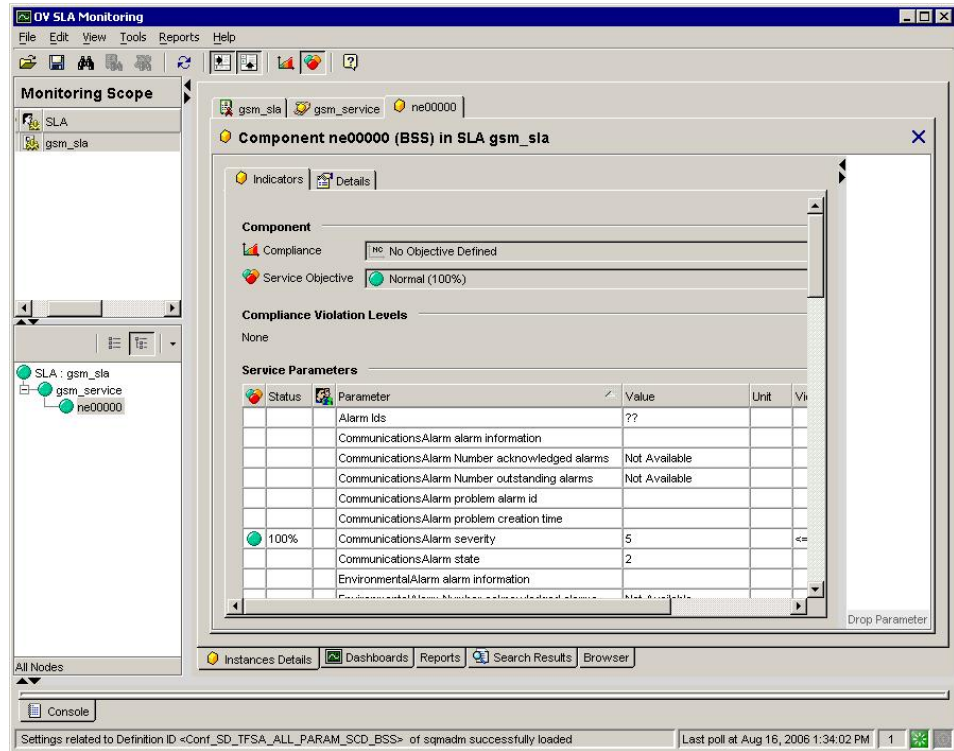 OV SLA Monitoring
File Edit View Tools Reports Help
Monitoring Scope
SLA
gsm_sla
gsm_sla gsm_service ne00000
Component ne00000 (BSS) in SLA gsm_sla
Indicators Details
Component
Compliance NC No Objective Defined
Service Objective Normal (100%)
Compliance Violation Levels
None
Service Parameters
Status Parameter Value Unit
Alarm Ids ??
CommunicationsAlarm alarm information
CommunicationsAlarm Number acknowledged alarms Not Available
CommunicationsAlarm Number outstanding alarms Not Available
CommunicationsAlarm problem alarm id
CommunicationsAlarm problem creation time
100% CommunicationsAlarm severity 5 <=
CommunicationsAlarm state 2
EnvironmentalAlarm alarm information
SLA : gsm_sla
gsm_service
ne00000
Drop Parameter
All Nodes
Instances Details Dashboards Reports Search Results Browser
Console
Settings related to Definition ID <Conf_SD_TFSA_ALL_PARAM_SCD_BSS> of sqmadm successfully loaded Last poll at Aug 16, 2006 1:34:02 PM 1